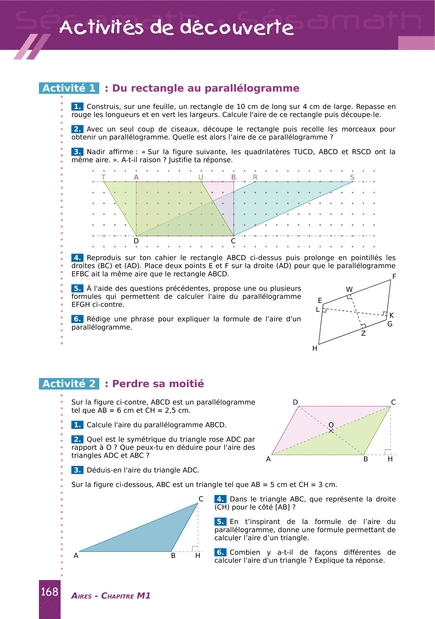 Sésamath Sésamath
Activités de découverte
Activité 1 : Du rectangle au parallélogramme
1. Construis, sur une feuille, un rectangle de 10 cm de long sur 4 cm de large. Repasse en
rouge les longueurs et en vert les largeurs. Calcule l'aire de ce rectangle puis découpe-le.
2. Avec un seul coup de ciseaux, découpe le rectangle puis recolle les morceaux pour
obtenir un parallélogramme. Quelle est alors l'aire de ce parallélogramme ?
3. Nadir affirme : « Sur la figure suivante, les quadrilatères TUCD, ABCD et RSCD ont la
même aire. ». A-t-il raison ? Justifie ta réponse.
T A U B R S
D C
4. Reproduis sur ton cahier le rectangle ABCD ci-dessus puis prolonge en pointillés les
droites (BC) et (AD). Place deux points E et F sur la droite (AD) pour que le parallélogramme
EFBC ait la même aire que le rectangle ABCD.
5. À l'aide des questions précédentes, propose une ou plusieurs
formules qui permettent de calculer l'aire du parallélogramme
EFGH ci-contre.
6. Rédige une phrase pour expliquer la formule de l'aire d'un
parallélogramme.
F
W
E
L
K
G
Z
H
Activité 2 : Perdre sa moitié
Sur la figure ci-contre, ABCD est un parallélogramme
tel que AB = 6 cm et CH = 2,5 cm.
1. Calcule l'aire du parallélogramme ABCD.
2. Quel est le symétrique du triangle rose ADC par
rapport à O ? Que peux-tu en déduire pour l'aire des
triangles ADC et ABC ?
3. Déduis-en l'aire du triangle ADC.
D C
O
A B H
Sur la figure ci-dessous, ABC est un triangle tel que AB = 5 cm et CH = 3 cm.
C
A B H
4. Dans le triangle ABC, que représente la droite
(CH) pour le côté [AB] ?
5. En t'inspirant de la formule de l'aire du
parallélogramme, donne une formule permettant de
calculer l'aire d'un triangle.
6. Combien y a-t-il de façons différentes de
calculer l'aire d'un triangle ? Explique ta réponse.
168 AIRES - CHAPITRE M1